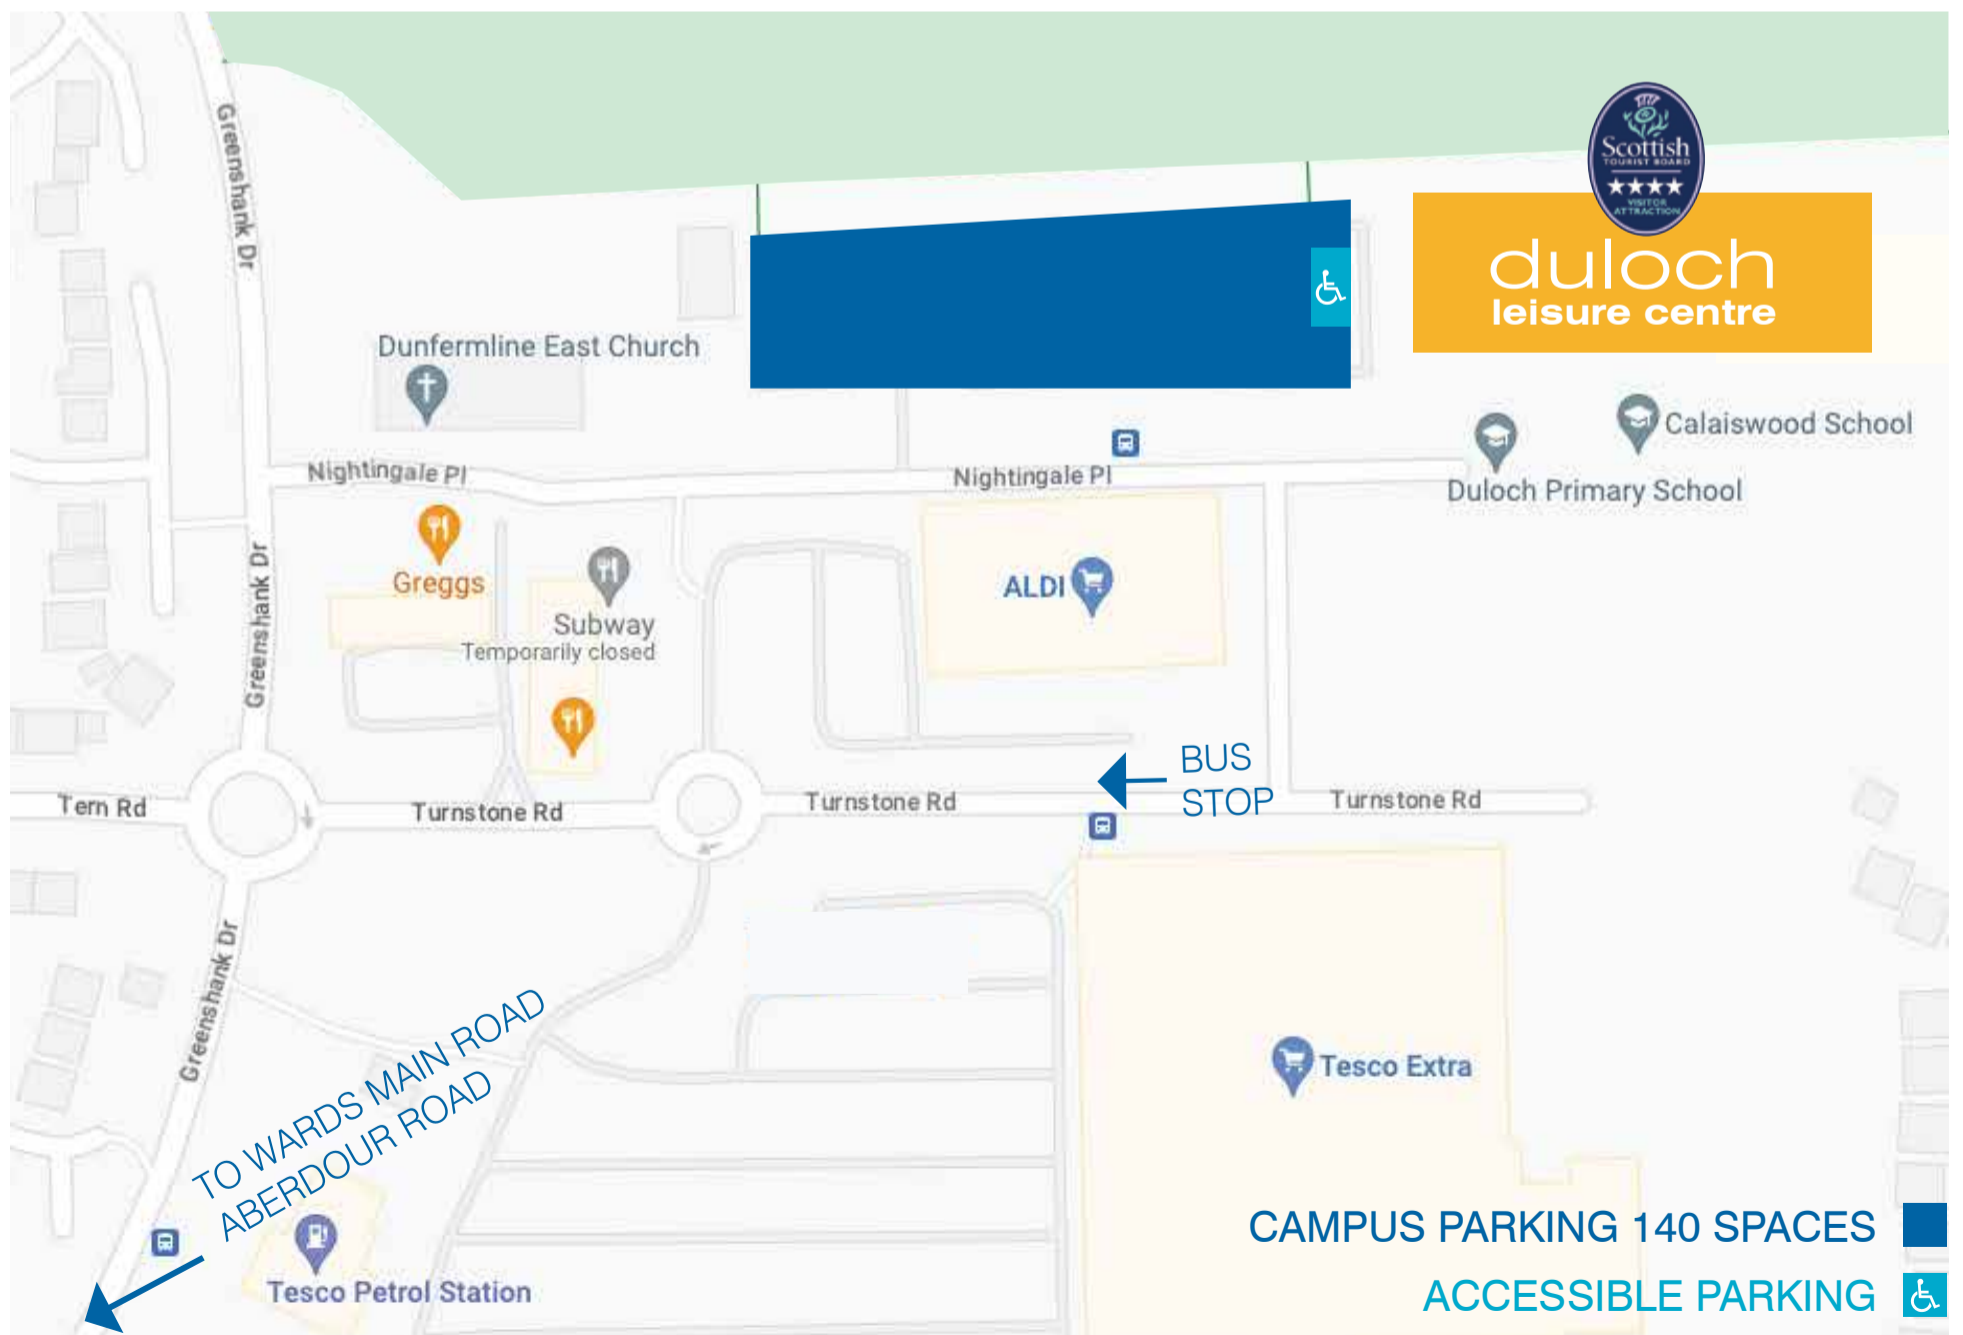 Greenshank Dr
Scottish
TOURIST BOARD
★★★★
VISITOR
ATTRACTION
duloch
leisure centre
Dunfermline East Church
Calaiswood School
Nightingale Pl
Nightingale Pl
Duloch Primary School
Greggs
ALDI
Subway
Temporarily closed
Greenshank Dr
BUS
STOP
Tern Rd
Turnstone Rd
Turnstone Rd
Turnstone Rd
Greenshank Dr
TO WARDS MAIN ROAD
ABERDOUR ROAD
Tesco Extra
Tesco Petrol Station
CAMPUS PARKING 140 SPACES
ACCESSIBLE PARKING